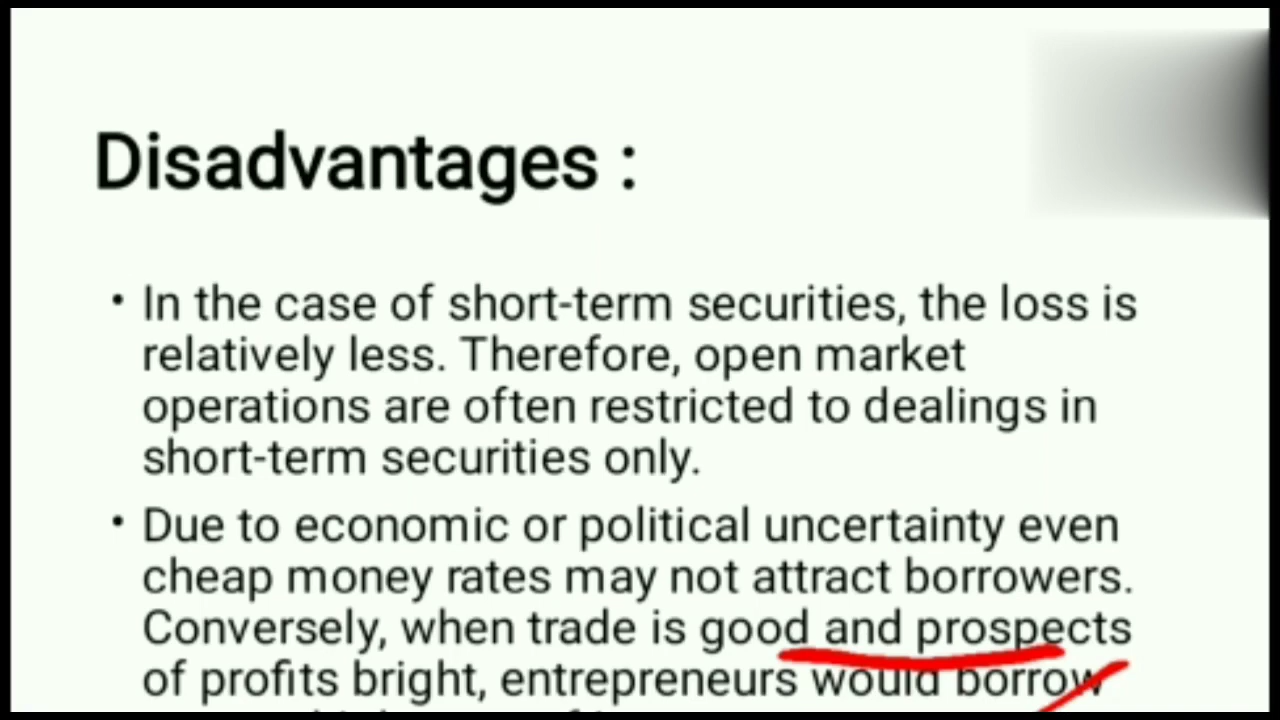 Disadvantages :
• In the case of short-term securities, the loss is
relatively less. Therefore, open market
operations are often restricted to dealings in
short-term securities only.
• Due to economic or political uncertainty even
cheap money rates may not attract borrowers.
Conversely, when trade is good and prospects
of profits bright, entrepreneurs would borrow